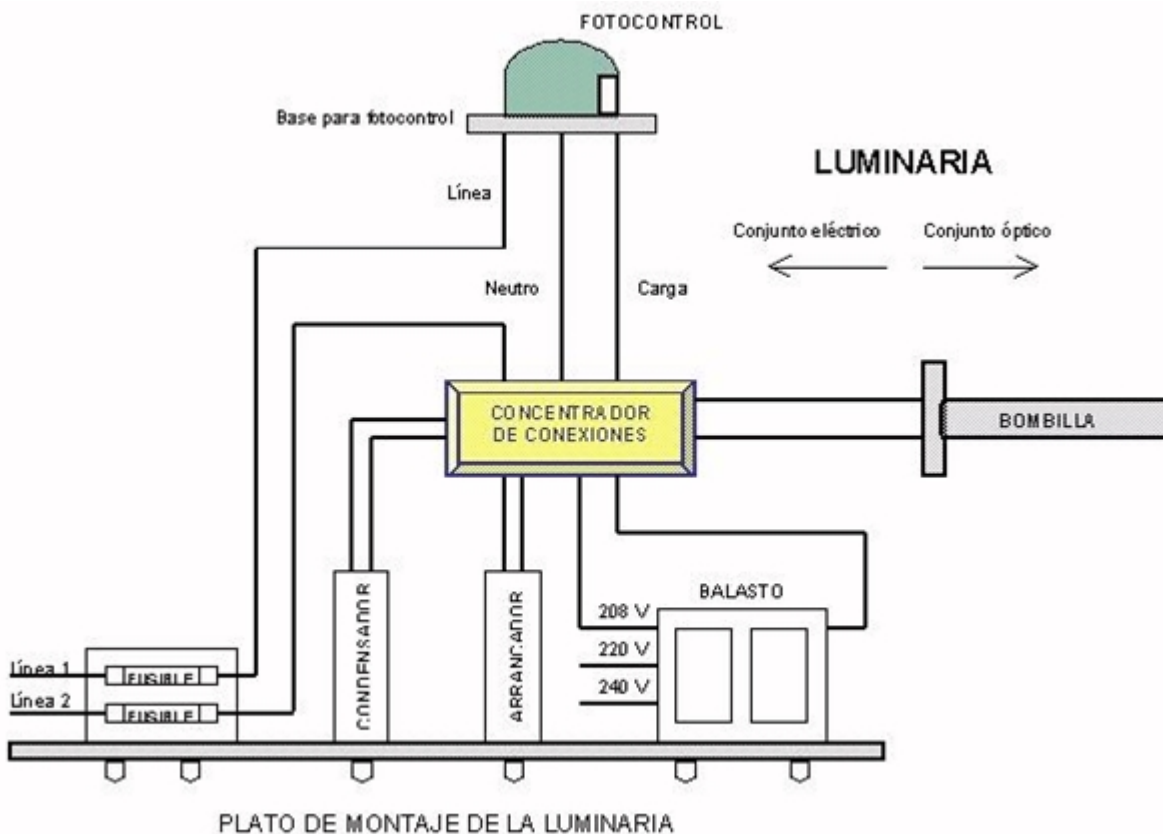 FOTOCONTROL
Base para fotocontrol
LUMINARIA
Línea
Conjunto eléctrico
Conjunto óptico
Neutro
Carga
CONCENTRADOR
DE CONEXIONES
BOMBILLA
CONDENSADOR
ARRANCADOR
BALASTO
208 V
220 V
240 V
Línea 1
FUSIBLE
Línea 2
FUSIBLE
PLATO DE MONTAJE DE LA LUMINARIA